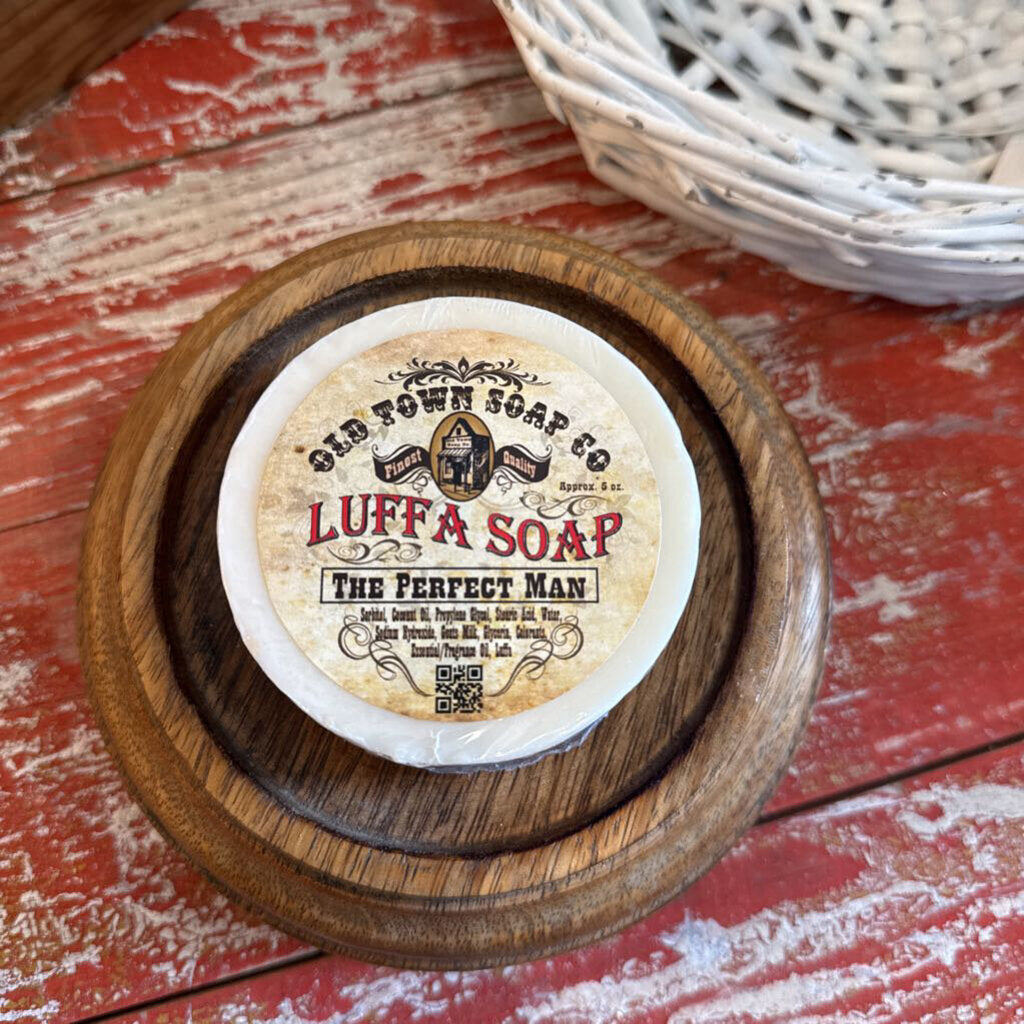 OLD TOWN SOAP CO
Finest Quality
Approx. 5 oz.
LUFFA SOAP
THE PERFECT MAN
Sorbitol, Coconut Oil, Propylene Glycol, Stearic Acid, Water,
Sodium Hydroxide, Goats Milk, Glycerin, Colorants,
Essential/Fragrance Oil, Luffa